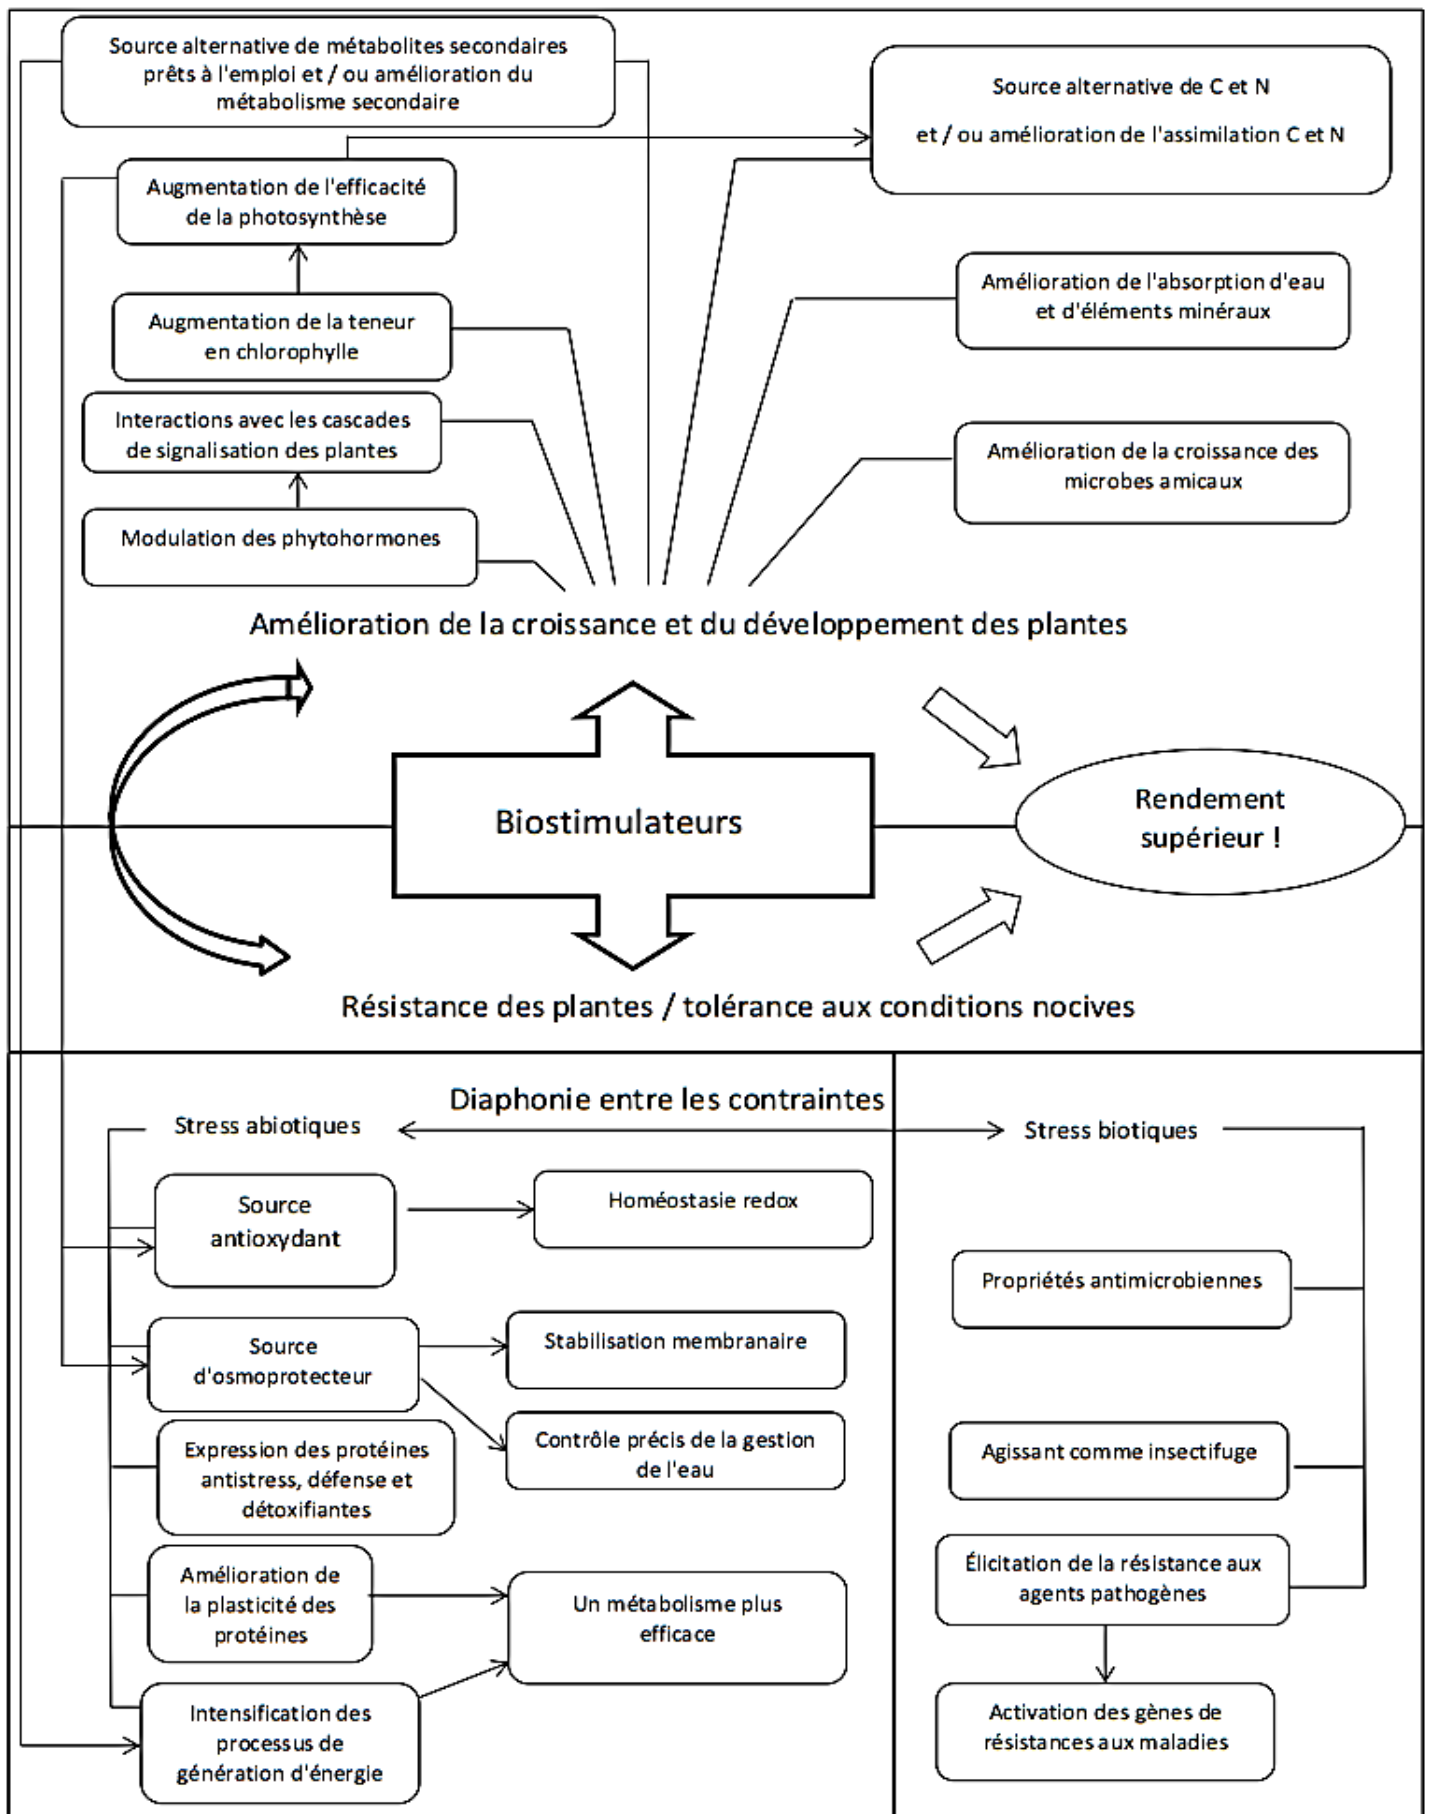 Source alternative de métabolites secondaires
prêts à l'emploi et / ou amélioration du
métabolisme secondaire
Source alternative de C et N
et / ou amélioration de l'assimilation C et N
Augmentation de l'efficacité
de la photosynthèse
Augmentation de la teneur
en chlorophylle
Interactions avec les cascades
de signalisation des plantes
Modulation des phytohormones
Amélioration de l'absorption d'eau
et d'éléments minéraux
Amélioration de la croissance des
microbes amicaux
Amélioration de la croissance et du développement des plantes
Biostimulateurs
Rendement
supérieur !
Résistance des plantes / tolérance aux conditions nocives
Diaphonie entre les contraintes
Stress abiotiques
Stress biotiques
Source
antioxydant
Homéostasie redox
Source
d'osmoprotecteur
Stabilisation membranaire
Contrôle précis de la gestion
de l'eau
Expression des protéines
antistress, défense et
détoxifiantes
Amélioration de
la plasticité des
protéines
Un métabolisme plus
efficace
Intensification des
processus de
génération d'énergie
Propriétés antimicrobiennes
Agissant comme insectifuge
Élicitation de la résistance aux
agents pathogènes
Activation des gènes de
résistances aux maladies